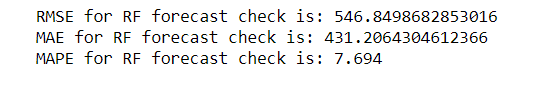 RMSE for RF forecast check is: 546.8498682853016
MAE for RF forecast check is: 431.2064304612366
MAPE for RF forecast check is: 7.694